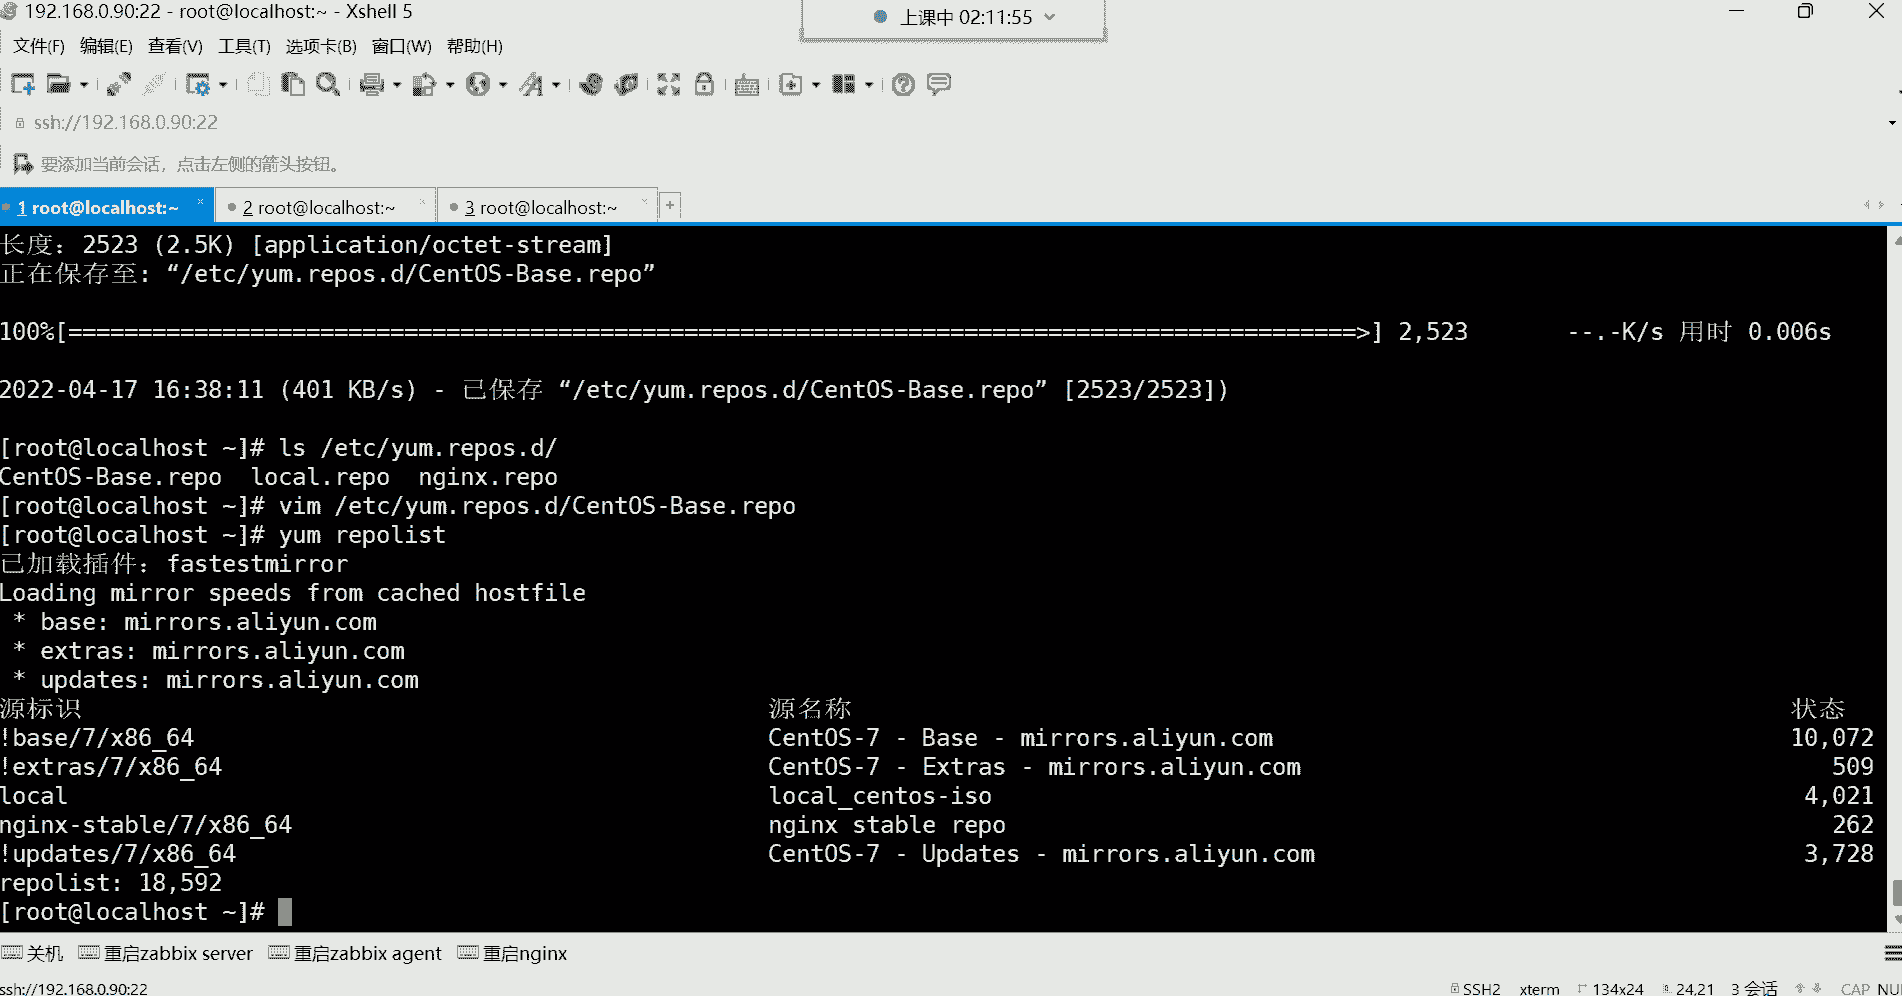 192.168.0.90:22 - root@localhost:~ - Xshell 5
上课中 02:11:55
文件(F) 编辑(E) 查看(V) 工具(T) 选项卡(B) 窗口(W) 帮助(H)
ssh://192.168.0.90:22
要添加当前会话，点击左侧的箭头按钮。
1 root@localhost:~ 2 root@localhost:~ 3 root@localhost:~
长度：2523 (2.5K) [application/octet-stream]
正在保存至: “/etc/yum.repos.d/CentOS-Base.repo”
100%[=============================================================================================>] 2,523 --.-K/s 用时 0.006s
2022-04-17 16:38:11 (401 KB/s) - 已保存 “/etc/yum.repos.d/CentOS-Base.repo” [2523/2523])
[root@localhost ~]# ls /etc/yum.repos.d/
CentOS-Base.repo local.repo nginx.repo
[root@localhost ~]# vim /etc/yum.repos.d/CentOS-Base.repo
[root@localhost ~]# yum repolist
已加载插件：fastestmirror
Loading mirror speeds from cached hostfile
* base: mirrors.aliyun.com
* extras: mirrors.aliyun.com
* updates: mirrors.aliyun.com
源标识 源名称 状态
!base/7/x86_64 CentOS-7 - Base - mirrors.aliyun.com 10,072
!extras/7/x86_64 CentOS-7 - Extras - mirrors.aliyun.com 509
local local_centos-iso 4,021
nginx-stable/7/x86_64 nginx stable repo 262
!updates/7/x86_64 CentOS-7 - Updates - mirrors.aliyun.com 3,728
repolist: 18,592
[root@localhost ~]#
关机 重启zabbix server 重启zabbix agent 重启nginx
ssh://192.168.0.90:22 SSH2 xterm 134x24 24,21 3 会话 CAP NU